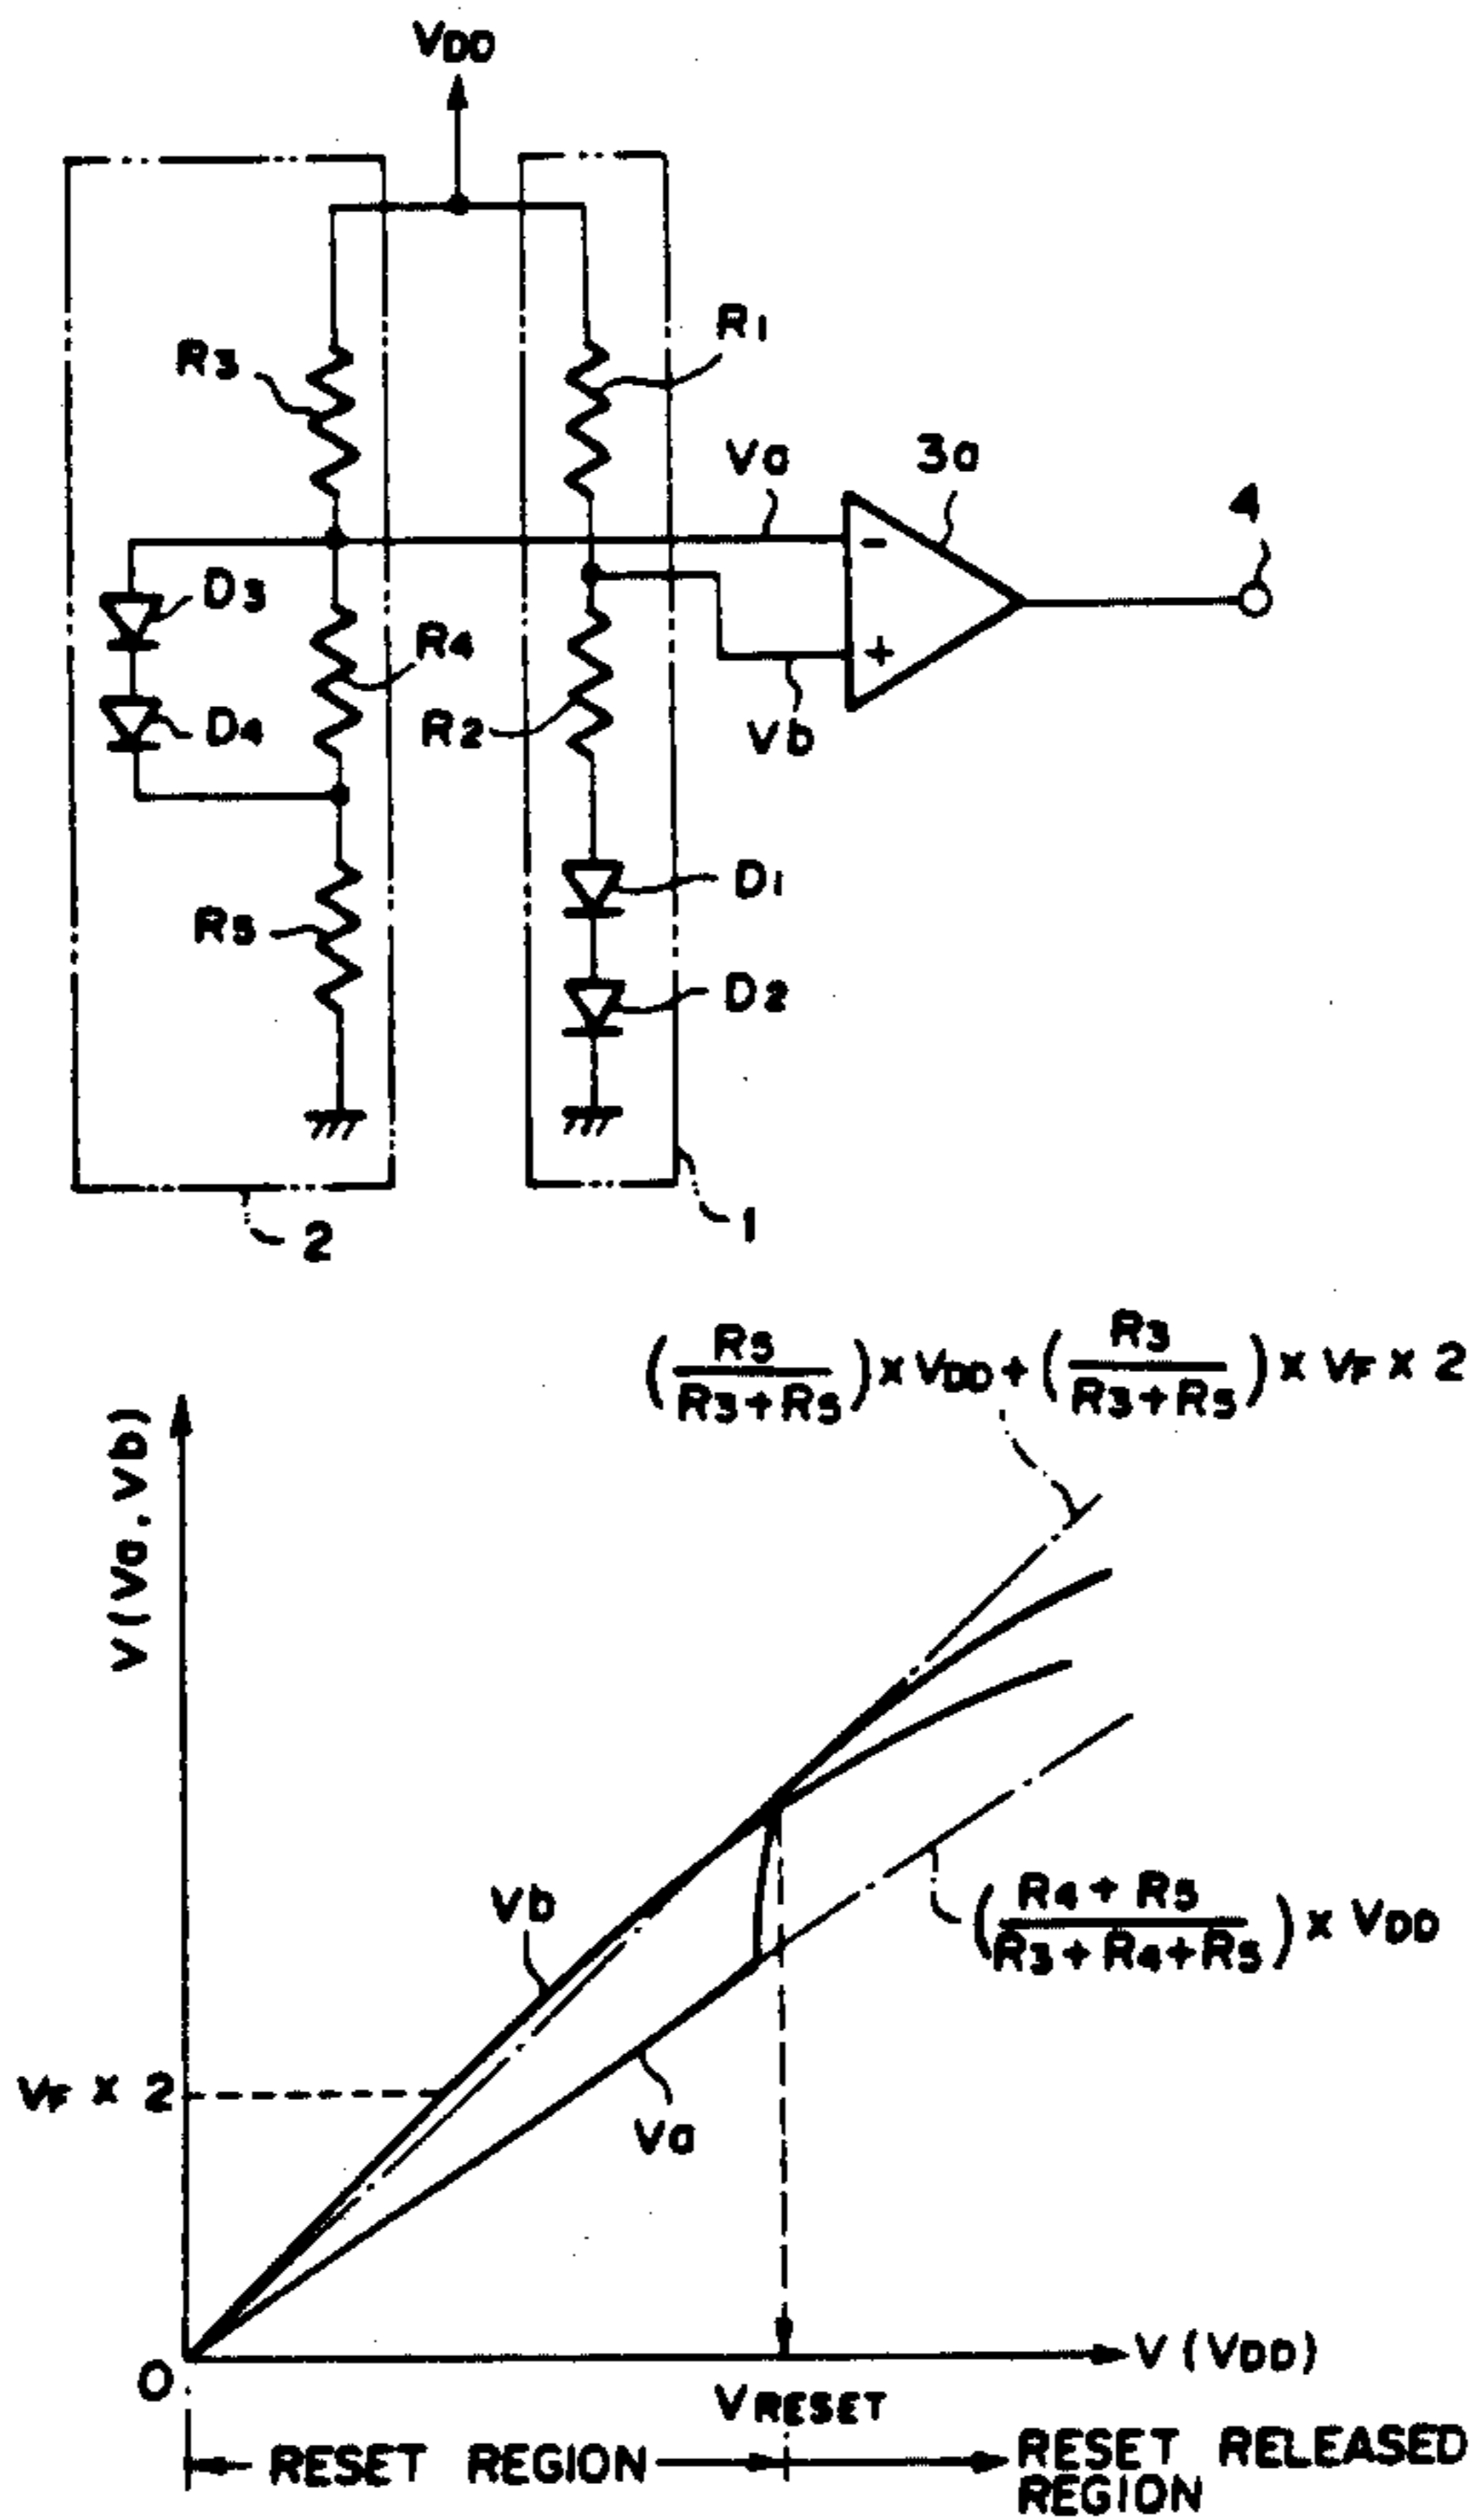 VDD
R3
R1
Va
3a
4
D3
R4
-
D4
R2
+
Vb
R5
D1
D2
1
2
(R5/(R3+R5)) x VDD + (R3/(R3+R5)) x VF x 2
V(Va.Vb)
Vb
(R4+R5/(R3+R4+R5)) x VDD
VF x 2
Va
O
V(VDD)
VRESET
RESET REGION
RESET RELEASED
REGION